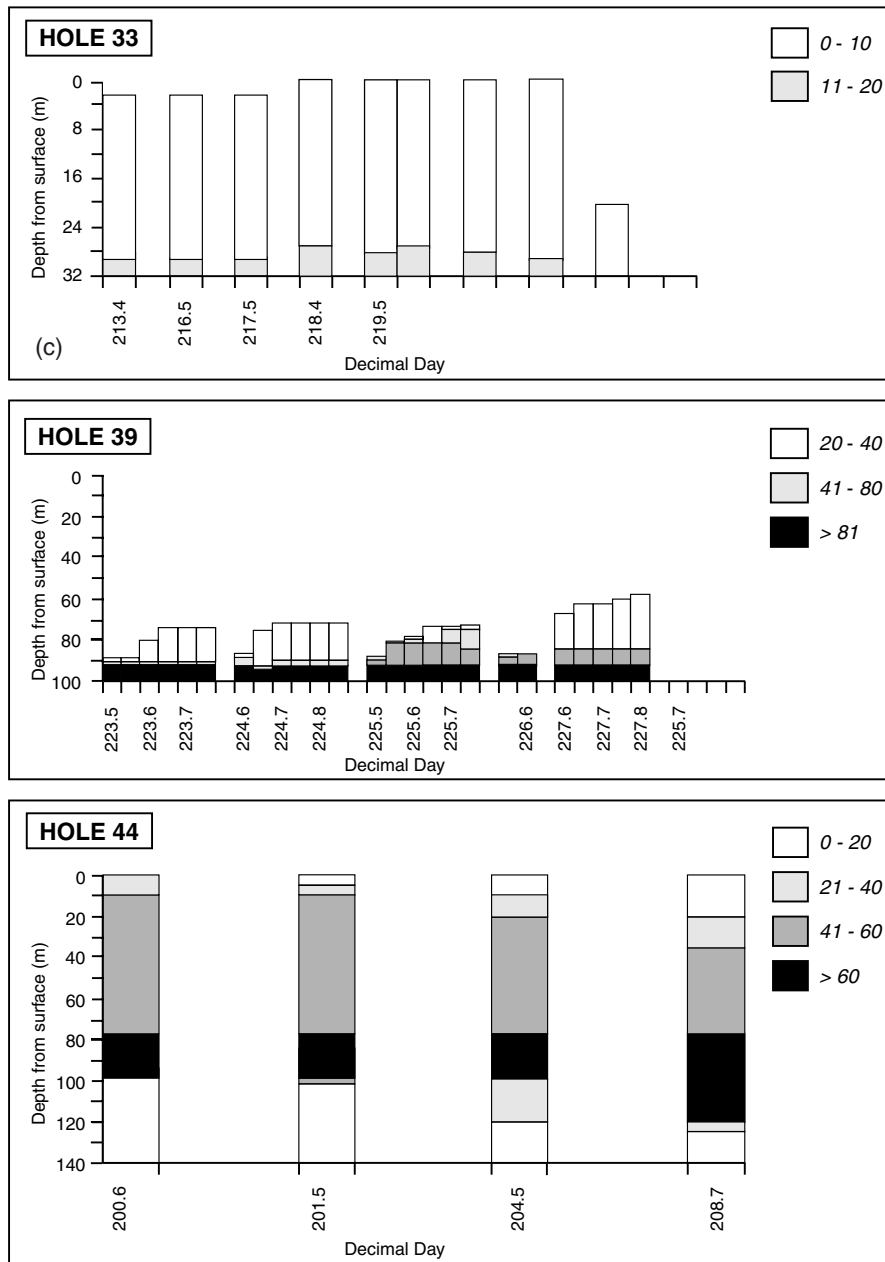 HOLE 33
0 - 10
11 - 20
Depth from surface (m)
0
8
16
24
32
213.4
216.5
217.5
218.4
219.5
(c)
Decimal Day
HOLE 39
20 - 40
41 - 80
> 81
Depth from surface (m)
0
20
40
60
80
100
223.5
223.6
223.7
224.6
224.7
224.8
225.5
225.6
225.7
226.6
227.6
227.7
227.8
225.7
Decimal Day
HOLE 44
0 - 20
21 - 40
41 - 60
> 60
Depth from surface (m)
0
20
40
60
80
100
120
140
200.6
201.5
204.5
208.7
Decimal Day